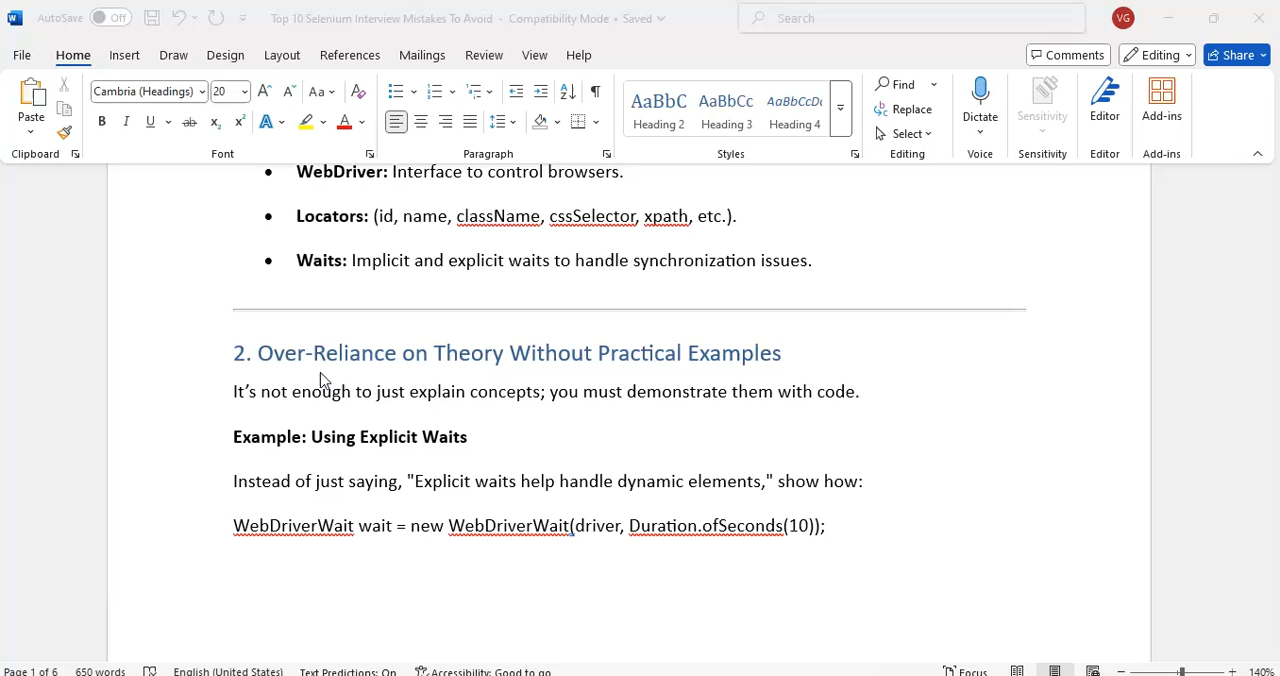 AutoSave Off Top 10 Selenium Interview Mistakes To Avoid - Compatibility Mode • Saved Search VG
File Home Insert Draw Design Layout References Mailings Review View Help Comments Editing Share
Cambria (Headings) 20 Aa
Paste
B I U ab x₂ x² A A
AaBbC AaBbCc AaBbCcDc
Heading 2 Heading 3 Heading 4
Find
Replace
Select
Dictate Sensitivity Editor Add-ins
Clipboard Font Paragraph Styles Editing Voice Sensitivity Editor Add-ins
• WebDriver: Interface to control browsers.
• Locators: (id, name, className, cssSelector, xpath, etc.).
• Waits: Implicit and explicit waits to handle synchronization issues.
2. Over-Reliance on Theory Without Practical Examples
It’s not enough to just explain concepts; you must demonstrate them with code.
Example: Using Explicit Waits
Instead of just saying, "Explicit waits help handle dynamic elements," show how:
WebDriverWait wait = new WebDriverWait(driver, Duration.ofSeconds(10));
Page 1 of 6 650 words English (United States) Text Predictions: On Accessibility: Good to go Focus 140%